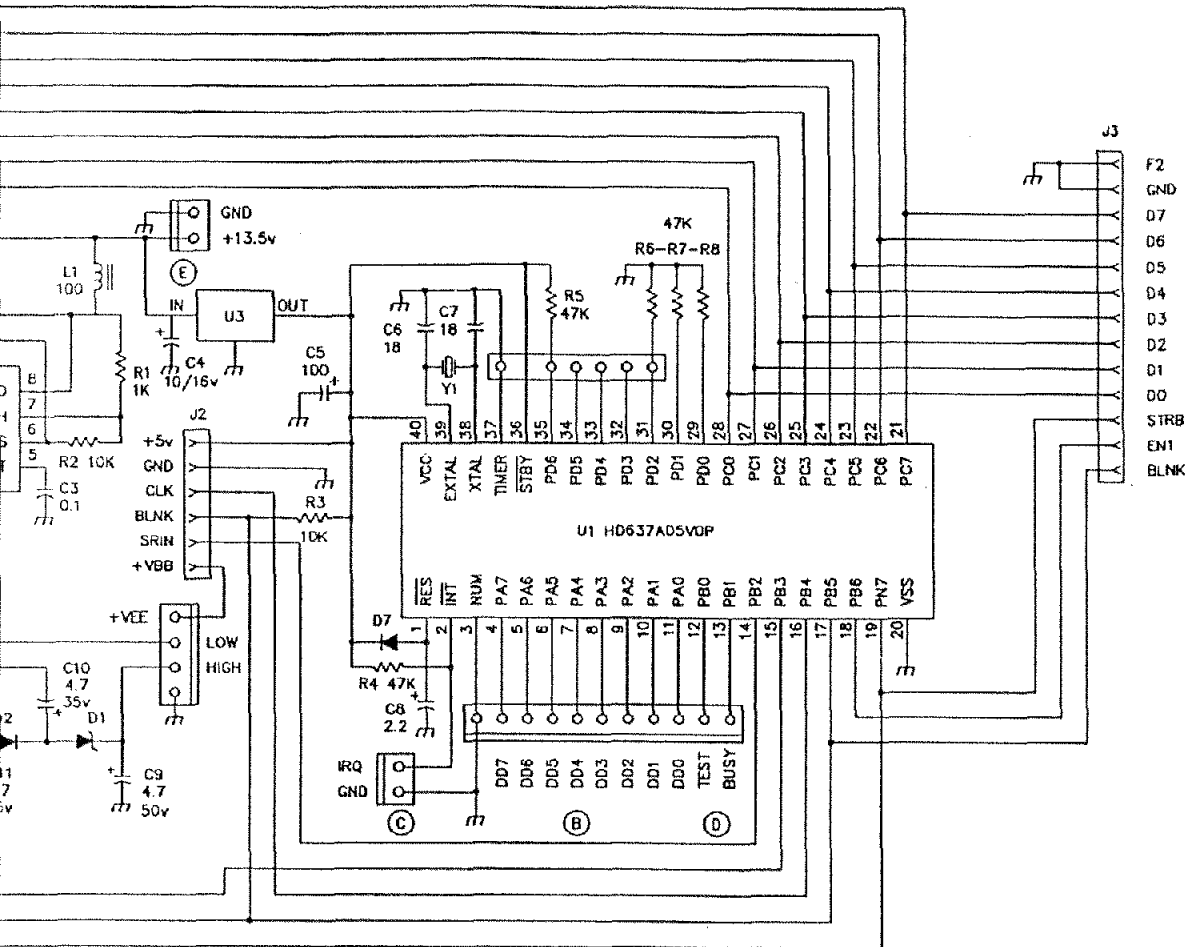 J3
F2
GND
D7
D6
D5
D4
D3
D2
D1
D0
STRB
EN1
BLNK
GND
+13.5v
E
L1
100
IN
U3
OUT
C4
10/16v
R1
1K
8
7
6
5
R2 10K
C3
0.1
C5
100
C6
18
C7
18
Y1
R5
47K
47K
R6-R7-R8
J2
+5v
GND
CLK
BLNK
SRIN
+VBB
R3
10K
40 39 38 37 36 35 34 33 32 31 30 29 28 27 26 25 24 23 22 21
VCC EXTAL XTAL TIMER STBY PD6 PD5 PD4 PD3 PD2 PD1 PD0 PC0 PC1 PC2 PC3 PC4 PC5 PC6 PC7
U1 HD637A05V0P
RES INT NUM PA7 PA6 PA5 PA4 PA3 PA2 PA1 PA0 PB0 PB1 PB2 PB3 PB4 PB5 PB6 PN7 VSS
1 2 3 4 5 6 7 8 9 10 11 12 13 14 15 16 17 18 19 20
+VEE
LOW
HIGH
D7
R4 47K
C8
2.2
C10
4.7
35v
D1
C9
4.7
50v
IRQ
GND
C
DD7 DD6 DD5 DD4 DD3 DD2 DD1 DD0 TEST BUSY
B
D